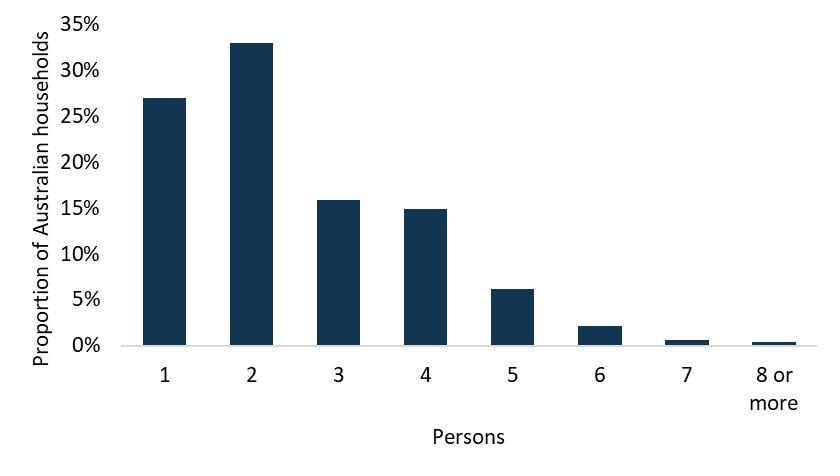 Proportion of Australian households
35%
30%
25%
20%
15%
10%
5%
0%
1 2 3 4 5 6 7 8 or
more
Persons